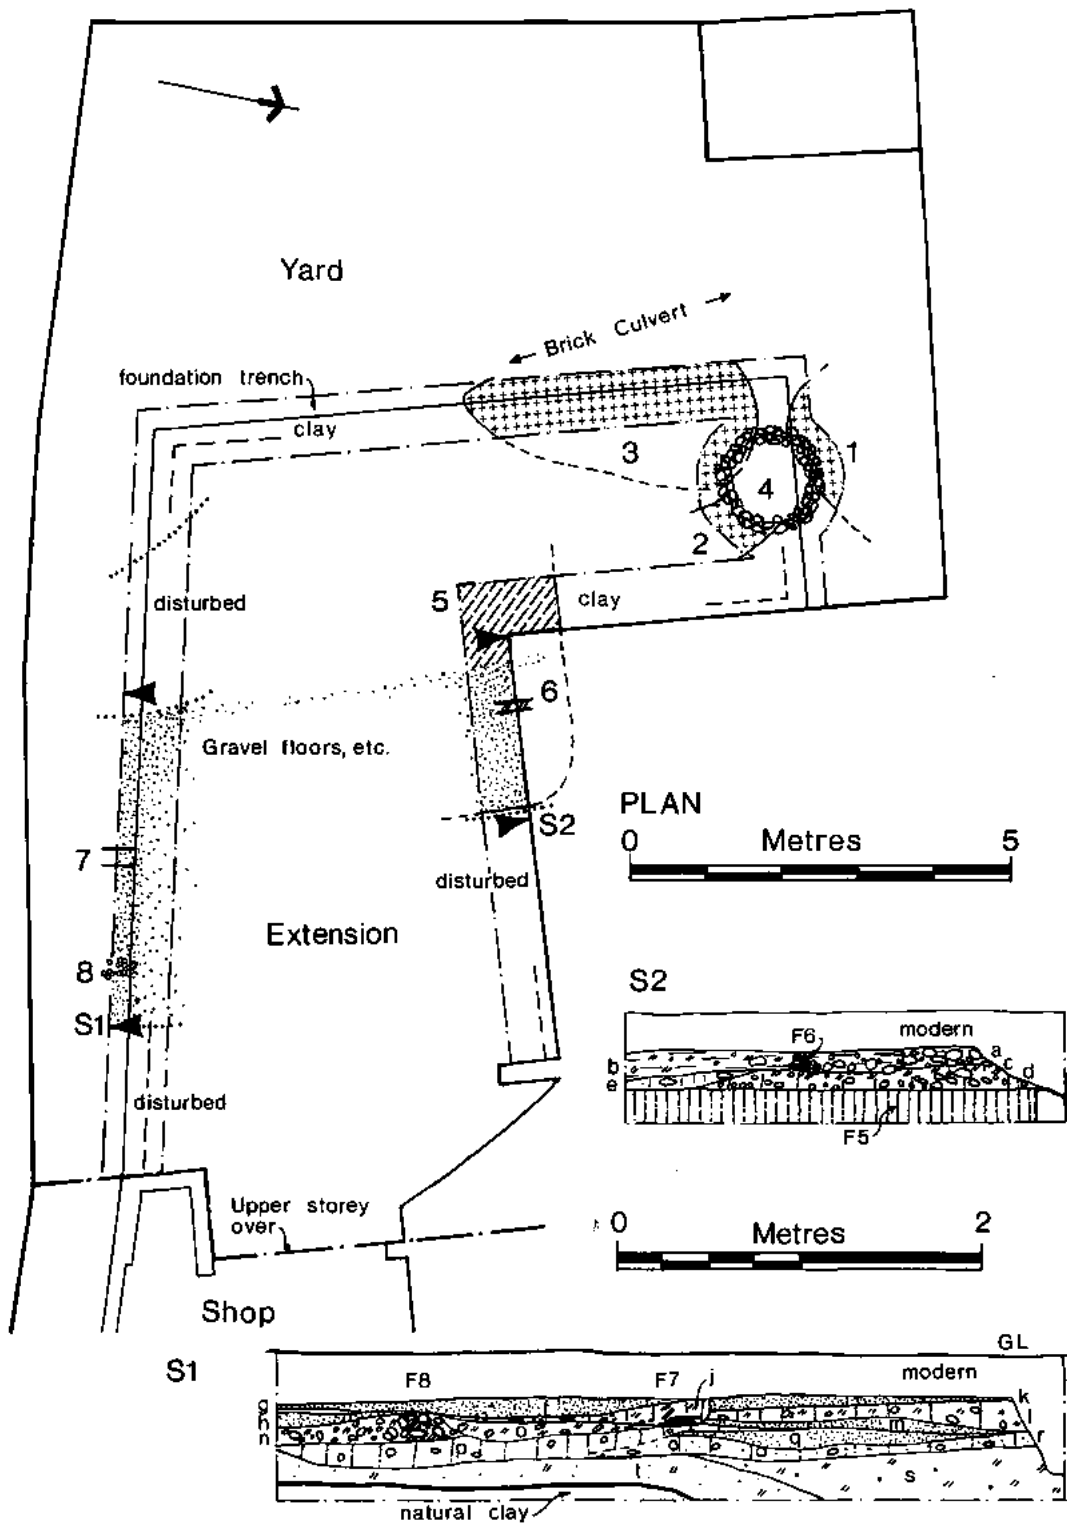 Yard
Brick Culvert
foundation trench
clay
3
1
4
2
5
clay
disturbed
6
Gravel floors, etc.
S2
PLAN
0 Metres 5
7
disturbed
Extension
8
S1
S2
disturbed
F6
modern
a
b
c
d
e
F5
Upper storey
over
0 Metres 2
Shop
S1
GL
F8
F7
j
modern
g
k
h
l
m
n
o
r
p
q
o
t
s
natural clay